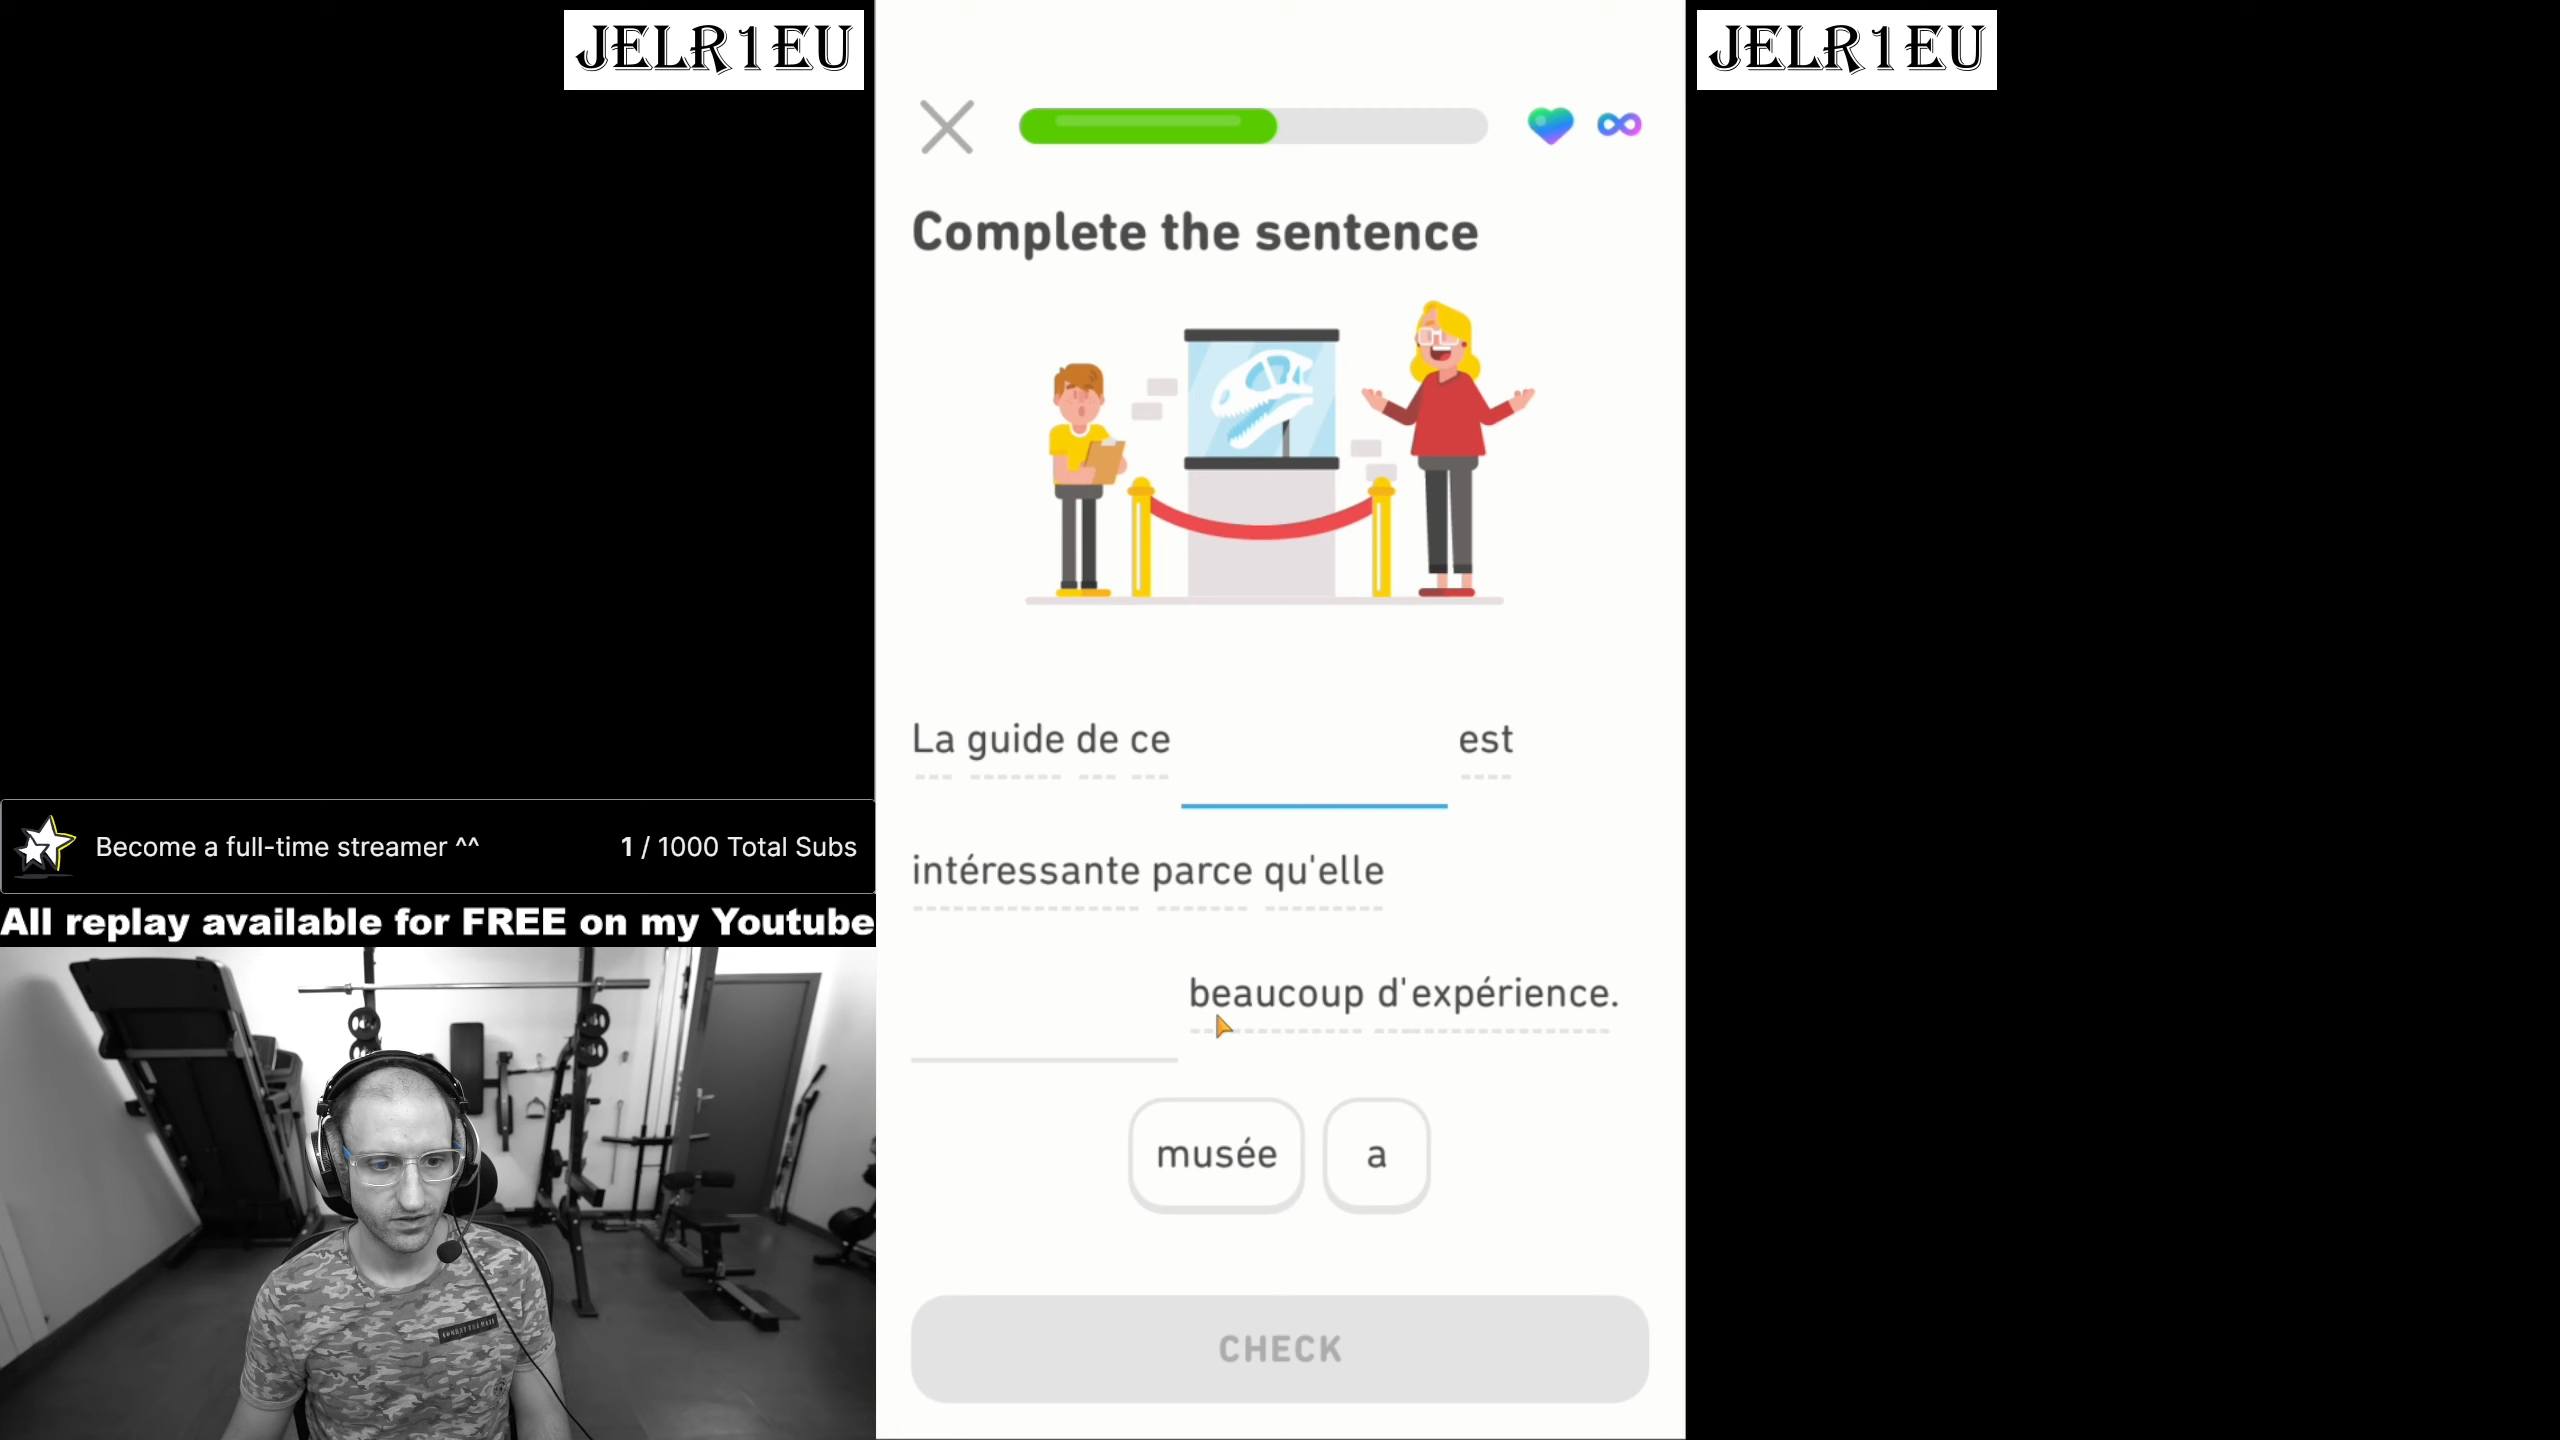 JELR1EU
JELR1EU
Complete the sentence
La guide de ce est
intéressante parce qu'elle
beaucoup d'expérience.
musée a
CHECK
Become a full-time streamer ^^ 1 / 1000 Total Subs
All replay available for FREE on my Youtube